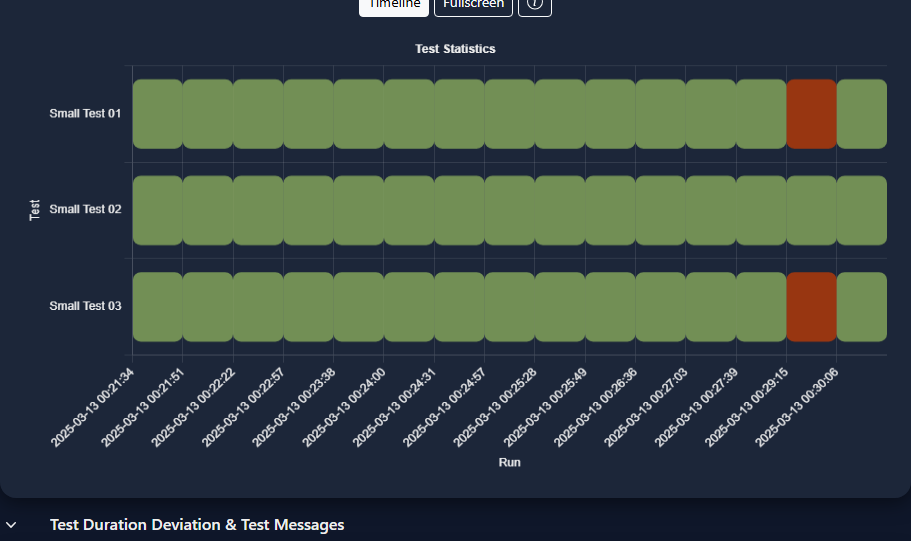 Timeline
Fullscreen
Test Statistics
Small Test 01
Small Test 02
Small Test 03
Test
2025-03-13 00:21:34
2025-03-13 00:21:51
2025-03-13 00:22:22
2025-03-13 00:22:57
2025-03-13 00:23:38
2025-03-13 00:24:00
2025-03-13 00:24:31
2025-03-13 00:24:57
2025-03-13 00:25:28
2025-03-13 00:25:49
2025-03-13 00:26:36
2025-03-13 00:27:03
2025-03-13 00:27:39
2025-03-13 00:29:15
2025-03-13 00:30:06
Run
Test Duration Deviation & Test Messages